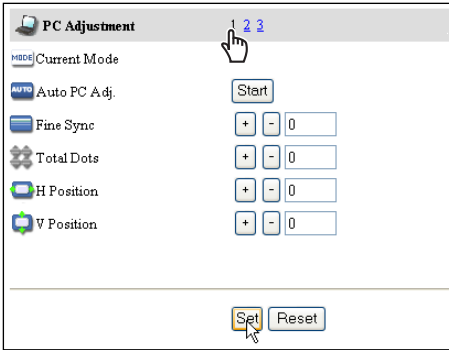 PC Adjustment 1 2 3
MODE Current Mode
AUTO Auto PC Adj. Start
Fine Sync + - 0
Total Dots + - 0
H Position + - 0
V Position + - 0
Set Reset